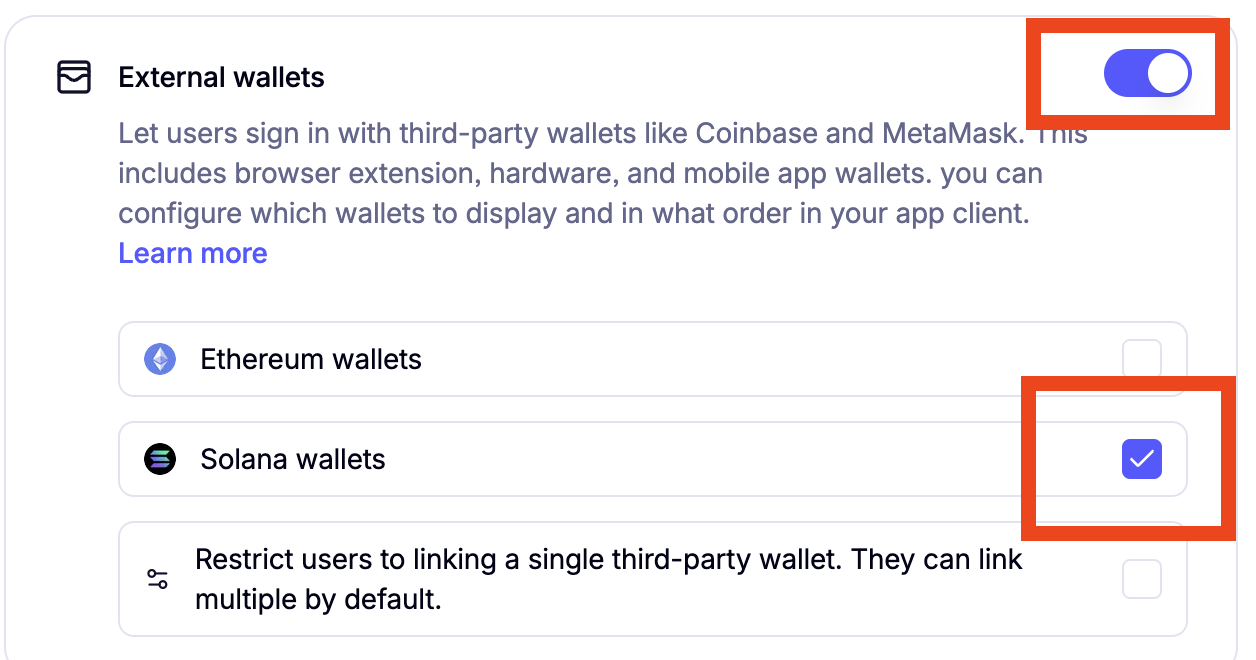 External wallets
Let users sign in with third-party wallets like Coinbase and MetaMask. This
includes browser extension, hardware, and mobile app wallets. you can
configure which wallets to display and in what order in your app client.
Learn more
Ethereum wallets
Solana wallets
Restrict users to linking a single third-party wallet. They can link
multiple by default.